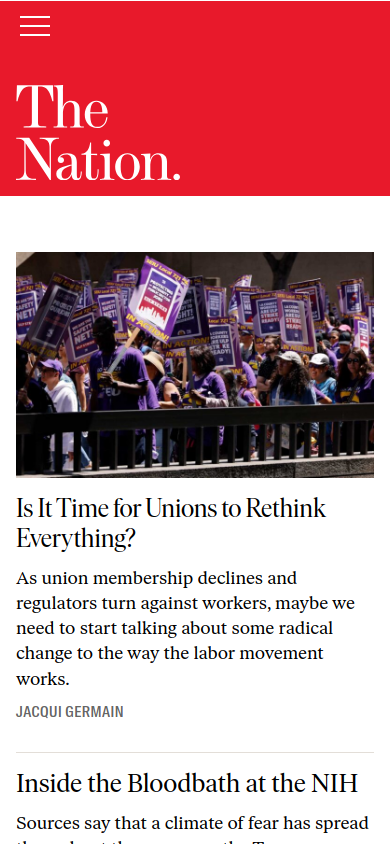 The
Nation.
Is It Time for Unions to Rethink
Everything?
As union membership declines and
regulators turn against workers, maybe we
need to start talking about some radical
change to the way the labor movement
works.
JACQUI GERMAIN
Inside the Bloodbath at the NIH
Sources say that a climate of fear has spread